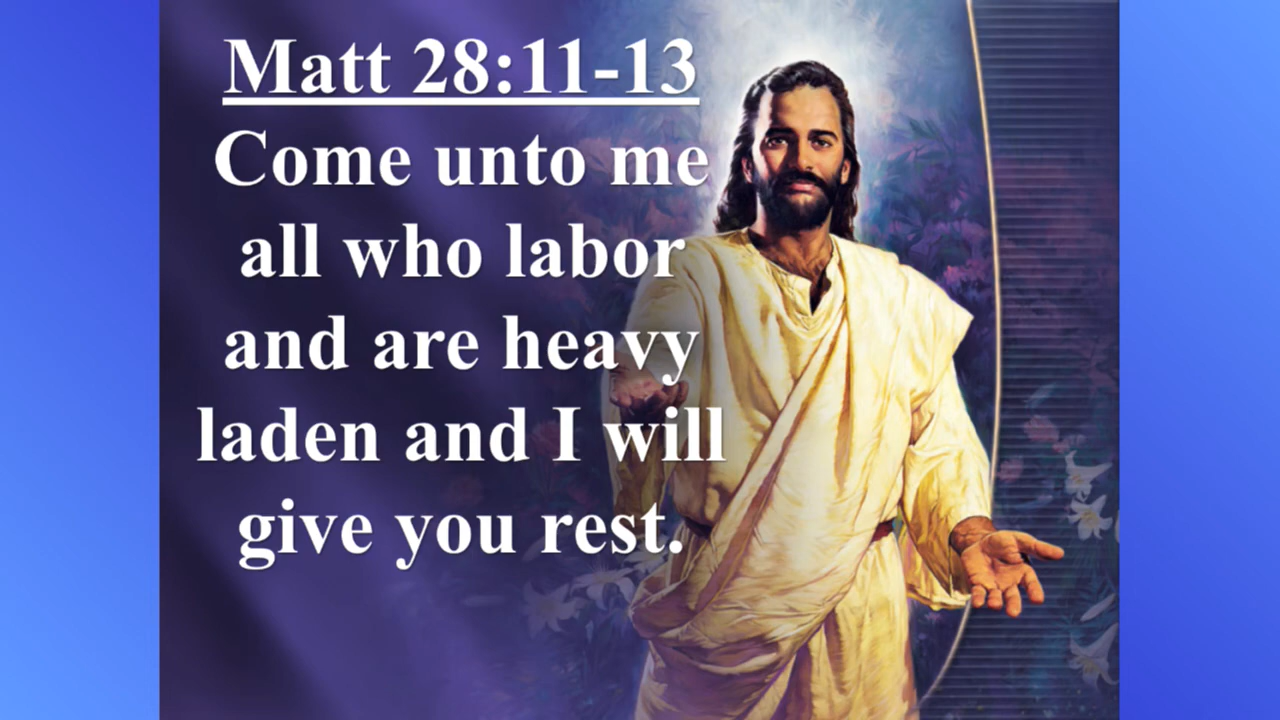 Matt 28:11-13
Come unto me
all who labor
and are heavy
laden and I will
give you rest.